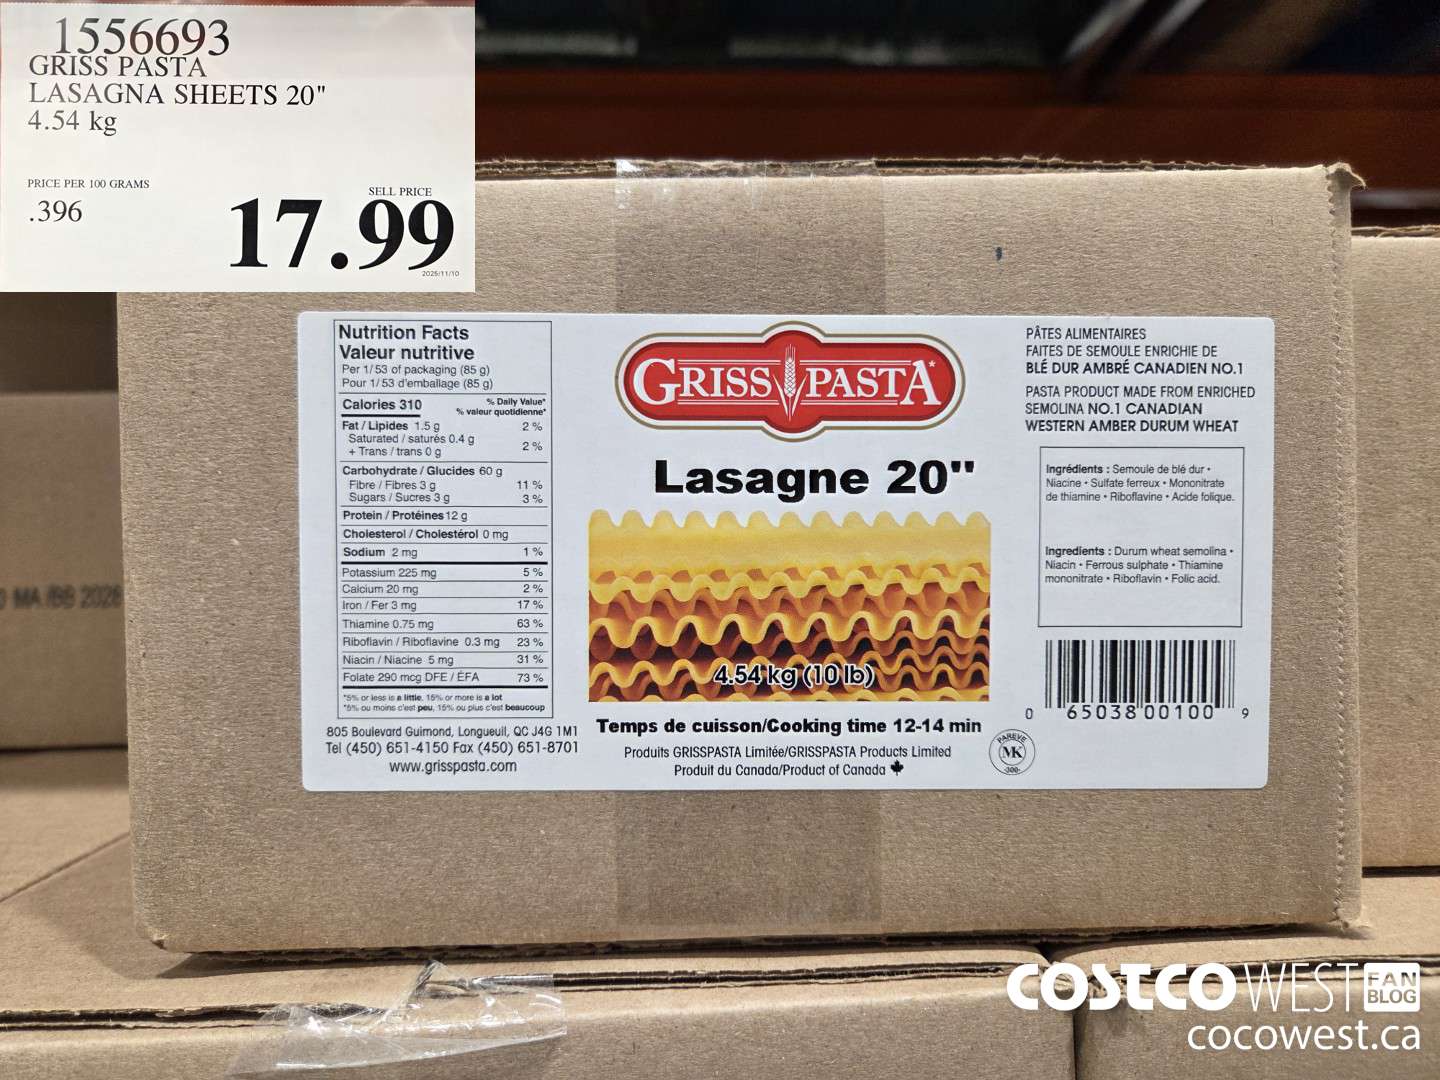 1556693
GRISS PASTA
LASAGNA SHEETS 20"
4.54 kg
PRICE PER 100 GRAMS
.396
SELL PRICE
17.99
2025/11/10
Nutrition Facts
Valeur nutritive
Per 1/53 of packaging (85 g)
Pour 1/53 d'emballage (85 g)
Calories 310
% Daily Value*
% valeur quotidienne*
Fat / Lipides 1.5 g 2 %
Saturated / saturés 0.4 g
+ Trans / trans 0 g 2 %
Carbohydrate / Glucides 60 g
Fibre / Fibres 3 g 11 %
Sugars / Sucres 3 g 3 %
Protein / Protéines 12 g
Cholesterol / Cholestérol 0 mg
Sodium 2 mg 1 %
Potassium 225 mg 5 %
Calcium 20 mg 2 %
Iron / Fer 3 mg 17 %
Thiamine 0.75 mg 63 %
Riboflavin / Riboflavine 0.3 mg 23 %
Niacin / Niacine 5 mg 31 %
Folate 290 mcg DFE / ÉFA 73 %
*5% or less is a little, 15% or more is a lot
*5% ou moins c'est peu, 15% ou plus c'est beaucoup
805 Boulevard Guimond, Longueuil, QC J4G 1M1
Tel (450) 651-4150 Fax (450) 651-8701
www.grisspasta.com
GRISS PASTA*
Lasagne 20"
4.54 kg (10 lb)
Temps de cuisson/Cooking time 12-14 min
Produits GRISSPASTA Limitée/GRISSPASTA Products Limited
Produit du Canada/Product of Canada
PAREVE
MK
-300-
PÂTES ALIMENTAIRES
FAITES DE SEMOULE ENRICHIE DE
BLÉ DUR AMBRÉ CANADIEN NO.1
PASTA PRODUCT MADE FROM ENRICHED
SEMOLINA NO.1 CANADIAN
WESTERN AMBER DURUM WHEAT
Ingrédients : Semoule de blé dur •
Niacine • Sulfate ferreux • Mononitrate
de thiamine • Riboflavine • Acide folique.
Ingredients : Durum wheat semolina •
Niacin • Ferrous sulphate • Thiamine
mononitrate • Riboflavin • Folic acid.
0 65038 00100 9
MA/BB 2028
COSTCO WEST FAN
BLOG
cocowest.ca